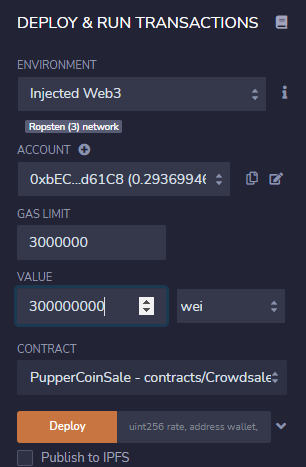 DEPLOY & RUN TRANSACTIONS
ENVIRONMENT
Injected Web3
Ropsten (3) network
ACCOUNT
0xbEC...d61C8 (0.29369946
GAS LIMIT
3000000
VALUE
300000000 wei
CONTRACT
PupperCoinSale - contracts/Crowdsale
Deploy uint256 rate, address wallet,
Publish to IPFS